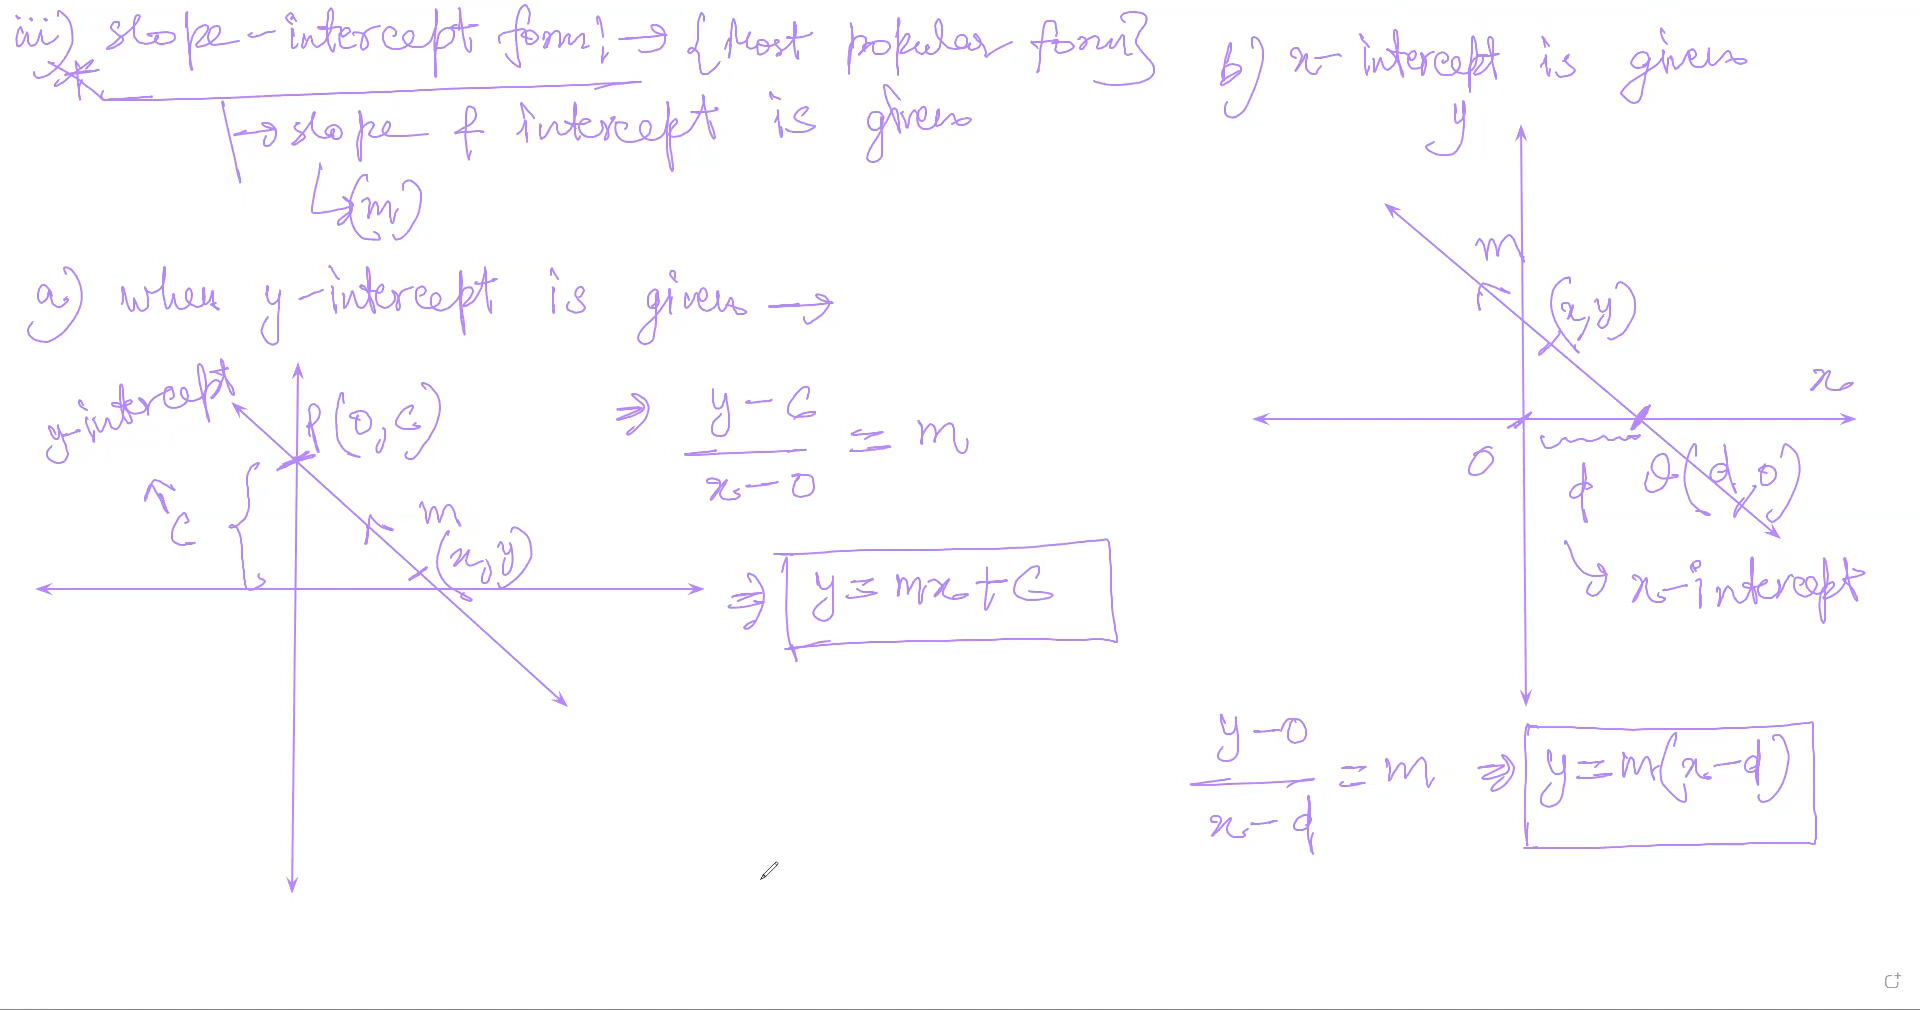 iii) slope-intercept form! → {Most popular form}
→ slope & intercept is given
↳ (m)
a) when y-intercept is given →
y-intercept
P(0, C)
C
m
(x, y)
⇒ y - C / x - 0 = m
⇒ y = mx + C
b) x-intercept is given
y
m
(x, y)
x
0
d
Q(d, 0)
x-intercept
y - 0 / x - d = m ⇒ y = m(x - d)